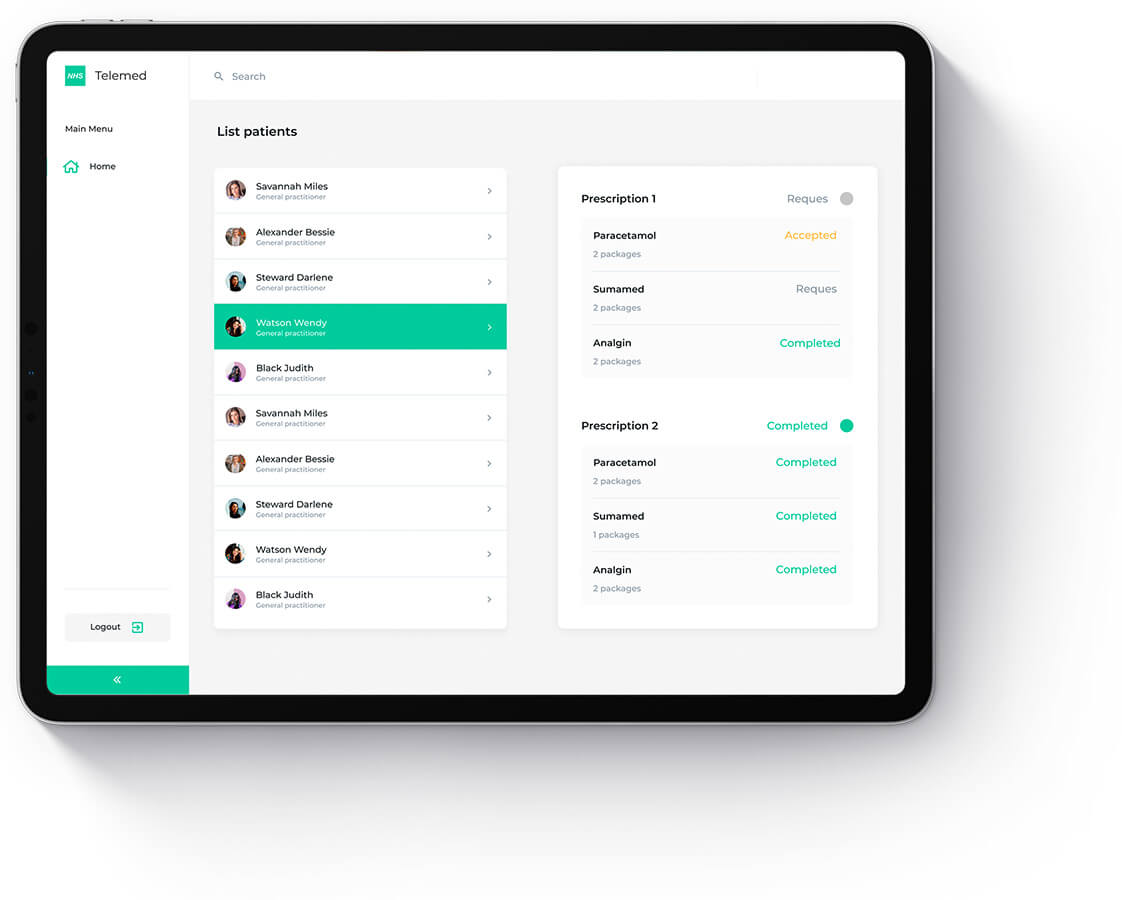 NHS Telemed
Search
Main Menu
Home
List patients
Savannah Miles
General practitioner
Alexander Bessie
General practitioner
Steward Darlene
General practitioner
Watson Wendy
General practitioner
Black Judith
General practitioner
Savannah Miles
General practitioner
Alexander Bessie
General practitioner
Steward Darlene
General practitioner
Watson Wendy
General practitioner
Black Judith
General practitioner
Prescription 1 Reques
Paracetamol Accepted
2 packages
Sumamed Reques
2 packages
Analgin Completed
2 packages
Prescription 2 Completed
Paracetamol Completed
2 packages
Sumamed Completed
1 packages
Analgin Completed
2 packages
Logout